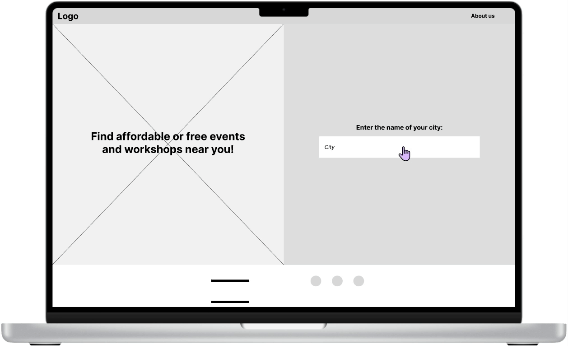 Logo
About us
Find affordable or free events
and workshops near you!
Enter the name of your city:
City